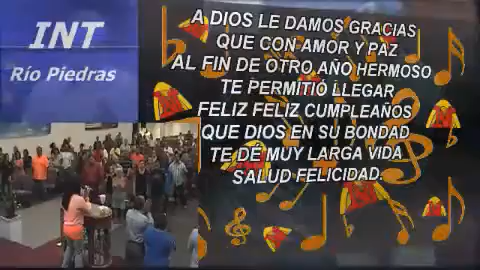 INT
Río Piedras
A DIOS LE DAMOS GRACIAS
QUE CON AMOR Y PAZ
AL FIN DE OTRO AÑO HERMOSO
TE PERMITIÓ LLEGAR
FELIZ FELIZ CUMPLEAÑOS
QUE DIOS EN SU BONDAD
TE DÉ MUY LARGA VIDA
SALUD FELICIDAD.